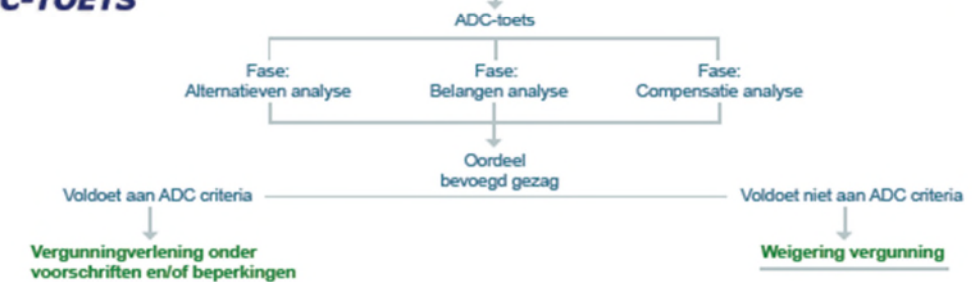 C-TOETS
ADC-toets
Fase:
Alternatieven analyse
Fase:
Belangen analyse
Fase:
Compensatie analyse
Oordeel
bevoegd gezag
Voldoet aan ADC criteria
Voldoet niet aan ADC criteria
Vergunningverlening onder
voorschriften en/of beperkingen
Weigering vergunning